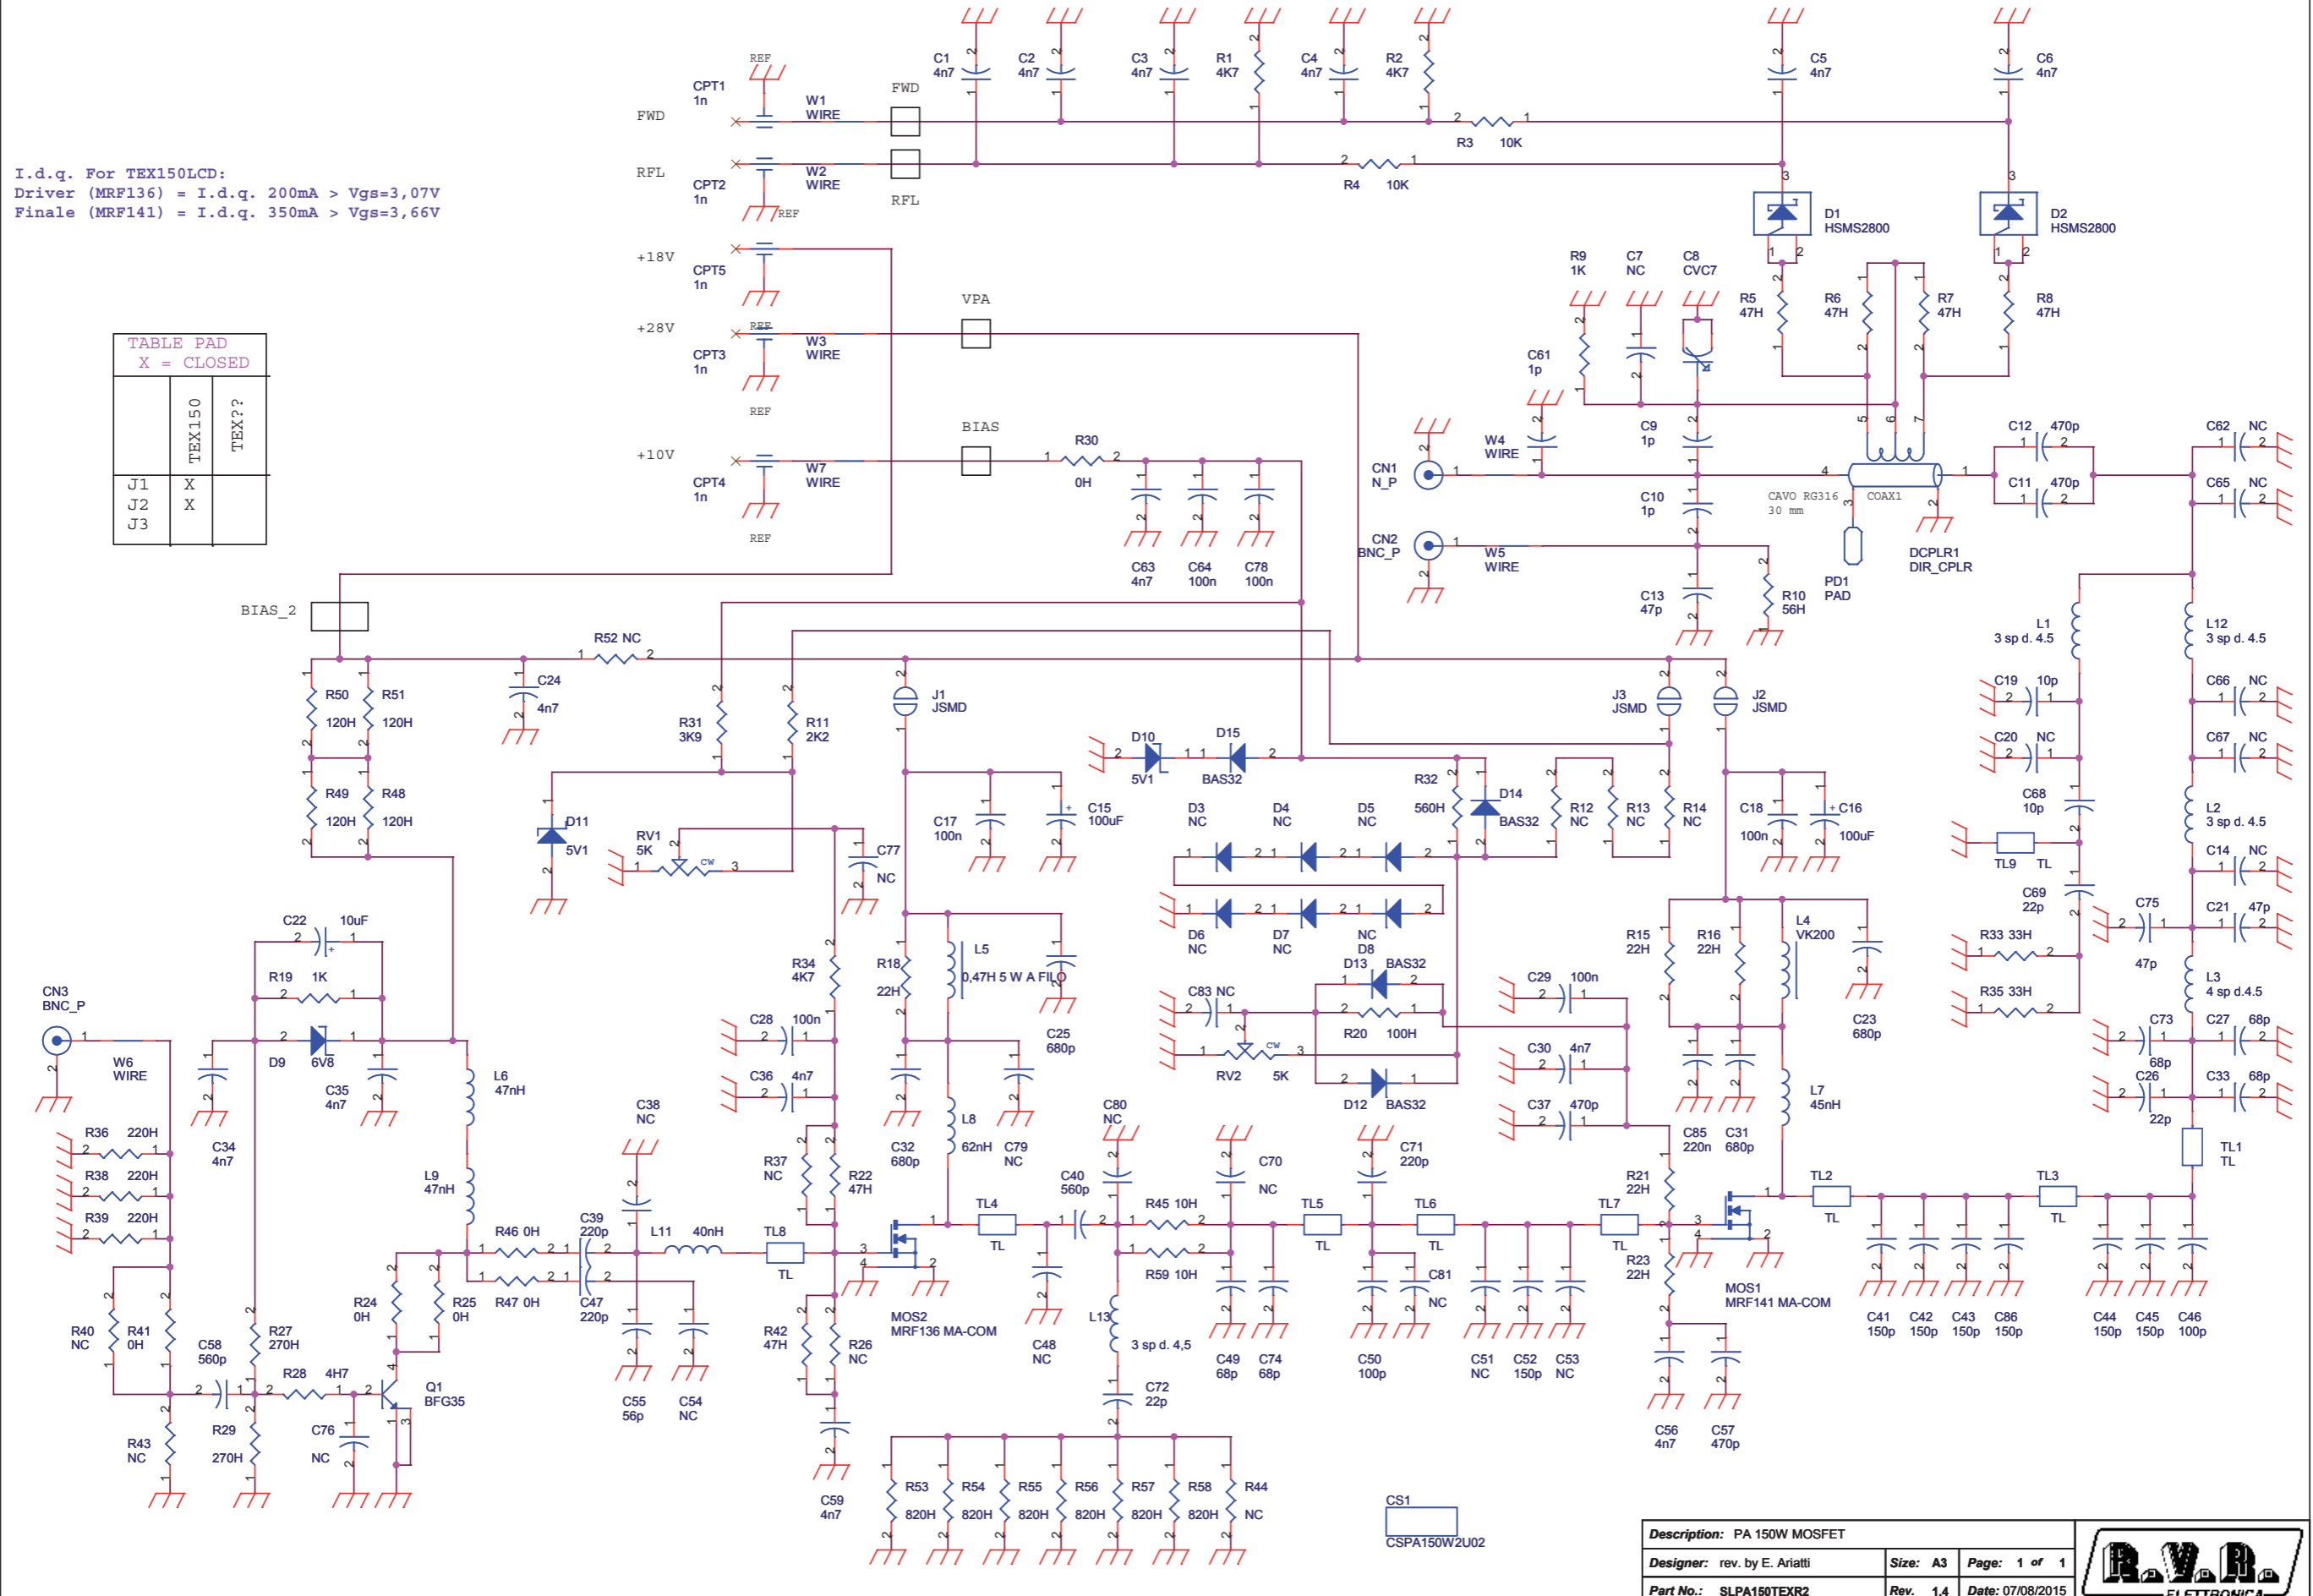 I.d.q. For TEX150LCD:
Driver (MRF136) = I.d.q. 200mA > Vgs=3,07V
Finale (MRF141) = I.d.q. 350mA > Vgs=3,66V
TABLE PAD
X = CLOSED
TEX150
TEX??
J1 X
J2 X
J3
REF
CPT1
1n
FWD
W1
WIRE
FWD
RFL
CPT2
1n
W2
WIRE
RFL
REF
+18V
CPT5
1n
+28V
REF
CPT3
1n
W3
WIRE
VPA
REF
+10V
CPT4
1n
W7
WIRE
BIAS
REF
C1
4n7
C2
4n7
C3
4n7
R1
4K7
C4
4n7
R2
4K7
C5
4n7
C6
4n7
R3 10K
R4 10K
D1
HSMS2800
D2
HSMS2800
R9
1K
C7
NC
C8
CVC7
R5
47H
R6
47H
R7
47H
R8
47H
C61
1p
C9
1p
R30
0H
C63
4n7
C64
100n
C78
100n
CN1
N_P
W4
WIRE
C10
1p
CAVO RG316
30 mm
COAX1
CN2
BNC_P
W5
WIRE
C13
47p
R10
56H
PD1
PAD
DCPLR1
DIR_CPLR
C12 470p
C11 470p
C62 NC
C65 NC
BIAS_2
R52 NC
R50
120H
R51
120H
C24
4n7
R49
120H
R48
120H
R31
3K9
R11
2K2
J1
JSMD
J3
JSMD
J2
JSMD
D10
5V1
D15
BAS32
D11
5V1
RV1
5K
CW
C77
NC
C17
100n
C15
100uF
D3
NC
D4
NC
D5
NC
R32
560H
D14
BAS32
R12
NC
R13
NC
R14
NC
C18
100n
C16
100uF
D6
NC
D7
NC
NC
D8
L1
3 sp d. 4.5
L12
3 sp d. 4.5
C19 10p
C20 NC
C66 NC
C67 NC
C68
10p
L2
3 sp d. 4.5
TL9 TL
C69
22p
C14 NC
C75
47p
C21 47p
R33 33H
R35 33H
L3
4 sp d.4.5
C73
68p
C27 68p
C26
22p
C33 68p
TL1
TL
C22 10uF
R19 1K
D9 6V8
CN3
BNC_P
W6
WIRE
C34
4n7
C35
4n7
L6
47nH
L9
47nH
R36 220H
R38 220H
R39 220H
R40
NC
R41
0H
C58
560p
R27
270H
R28 4H7
R29
270H
R43
NC
C76
NC
R24
0H
R25
0H
Q1
BFG35
R46 0H
R47 0H
C39
220p
C47
220p
C38
NC
L11 40nH
TL8
TL
C55
56p
C54
NC
R34
4K7
C28 100n
C36 4n7
R37
NC
R22
47H
R42
47H
R26
NC
C59
4n7
R18
22H
L5
0,47H 5 W A FILO
C25
680p
C32
680p
L8
62nH
C79
NC
MOS2
MRF136 MA-COM
TL4
TL
C40
560p
C48
NC
C80
NC
R45 10H
R59 10H
L13
3 sp d. 4,5
C72
22p
C70
NC
C49
68p
C74
68p
TL5
TL
C71
220p
C50
100p
C81
NC
TL6
TL
C51
NC
C52
150p
C53
NC
TL7
TL
D13 BAS32
C83 NC
R20 100H
RV2 5K
CW
D12 BAS32
C29 100n
C30 4n7
C37 470p
R15
22H
R16
22H
L4
VK200
C23
680p
C85
220n
C31
680p
L7
45nH
R21
22H
R23
22H
C56
4n7
C57
470p
MOS1
MRF141 MA-COM
TL2
TL
TL3
TL
C41
150p
C42
150p
C43
150p
C86
150p
C44
150p
C45
150p
C46
100p
R53
820H
R54
820H
R55
820H
R56
820H
R57
820H
R58
820H
R44
NC
CS1
CSPA150W2U02
Description: PA 150W MOSFET
Designer: rev. by E. Ariatti
Size: A3 Page: 1 of 1
Part No.: SLPA150TEXR2
Rev. 1.4 Date: 07/08/2015
R.V.R.
ELETTRONICA